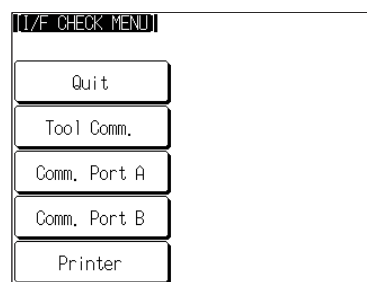 [I/F CHECK MENU]
Quit
Tool Comm.
Comm. Port A
Comm. Port B
Printer